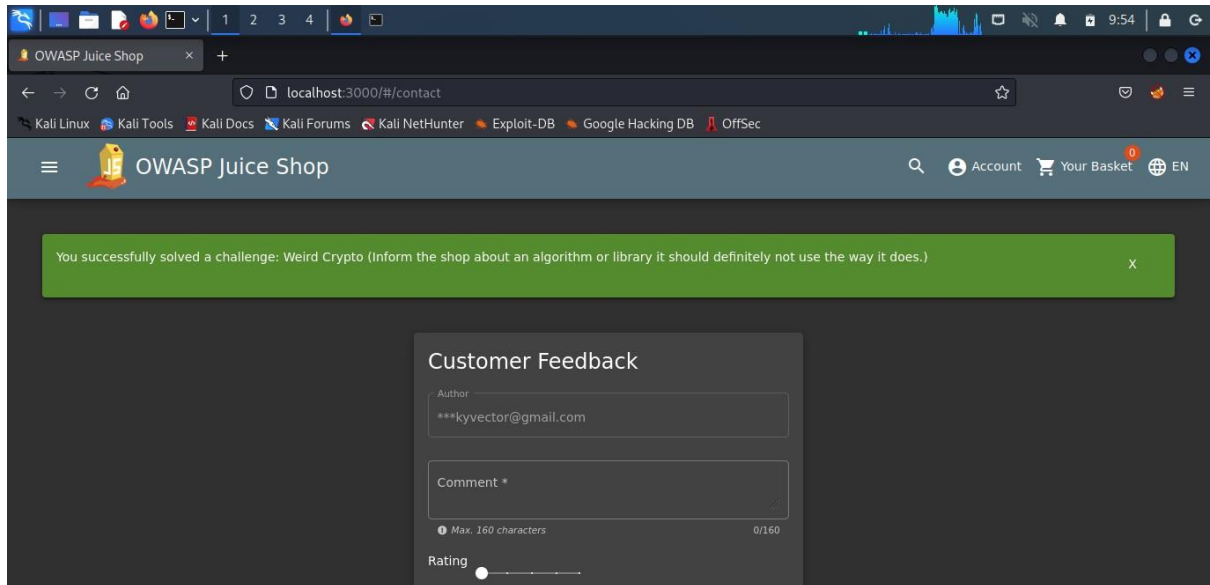 1 2 3 4 9:54
OWASP Juice Shop × +
localhost:3000/#/contact
Kali Linux Kali Tools Kali Docs Kali Forums Kali NetHunter Exploit-DB Google Hacking DB OffSec
OWASP Juice Shop Account Your Basket 0 EN
You successfully solved a challenge: Weird Crypto (Inform the shop about an algorithm or library it should definitely not use the way it does.) X
Customer Feedback
Author
***kyvector@gmail.com
Comment *
Max. 160 characters 0/160
Rating